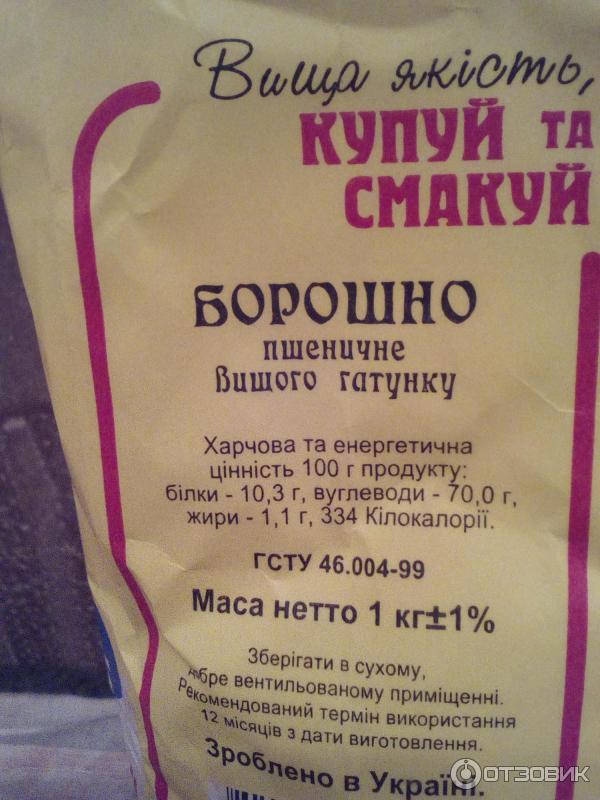 Вища якість,
КУПУЙ ТА
СМАКУЙ
БОРОШНО
пшеничне
Вищого гатунку
Харчова та енергетична
цінність 100 г продукту:
білки - 10,3 г, вуглеводи - 70,0 г,
жири - 1,1 г, 334 Кілокалорії.
ГСТУ 46.004-99
Маса нетто 1 кг±1%
Зберігати в сухому,
добре вентильованому приміщенні.
Рекомендований термін використання
12 місяців з дати виготовлення.
Зроблено в Україні.
ОТЗОВИК